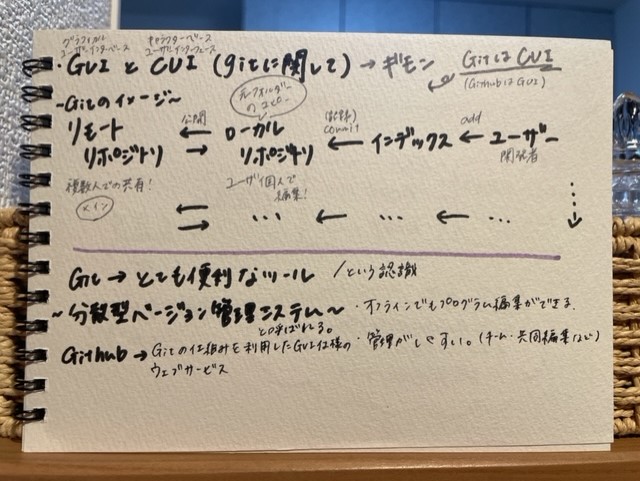 グラフィカル キャラクターベース
ユーザーインターベース ユーザーインターフェース
・GUI と CUI (gitに関して) → ギモン Git は CUI
(Github は GUI)
~Gitのイメージ~
元フォルダーのコピー
リモート 公開 ← ローカル (記録) commit インデックス add ← ユーザー
リポジトリ → リポジトリ ← 開発者
複数人での共有! ユーザ個人で
編集!
メイン
← → ... ← ... ← ...
Git → とても便利なツール / という認識
~分散型バージョン管理システム~ ・オフラインでもプログラム編集ができる.
と呼ばれる。
Github → Gitの仕組みを利用したGUI仕様の ・管理がしやすい。(チーム・共同編集など)
ウェブサービス